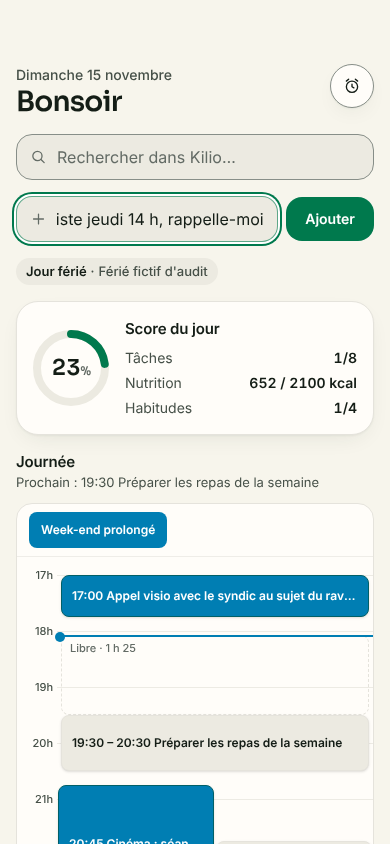 Dimanche 15 novembre
Bonsoir
Rechercher dans Kilio…
iste jeudi 14 h, rappelle-moi
Ajouter
Jour férié · Férié fictif d'audit
Score du jour
23%
Tâches 1/8
Nutrition 652 / 2100 kcal
Habitudes 1/4
Journée
Prochain : 19:30 Préparer les repas de la semaine
Week-end prolongé
17h
17:00 Appel visio avec le syndic au sujet du rav…
18h
Libre · 1 h 25
19h
19:30 – 20:30 Préparer les repas de la semaine
20h
21h
20:45 Cinéma : séan…